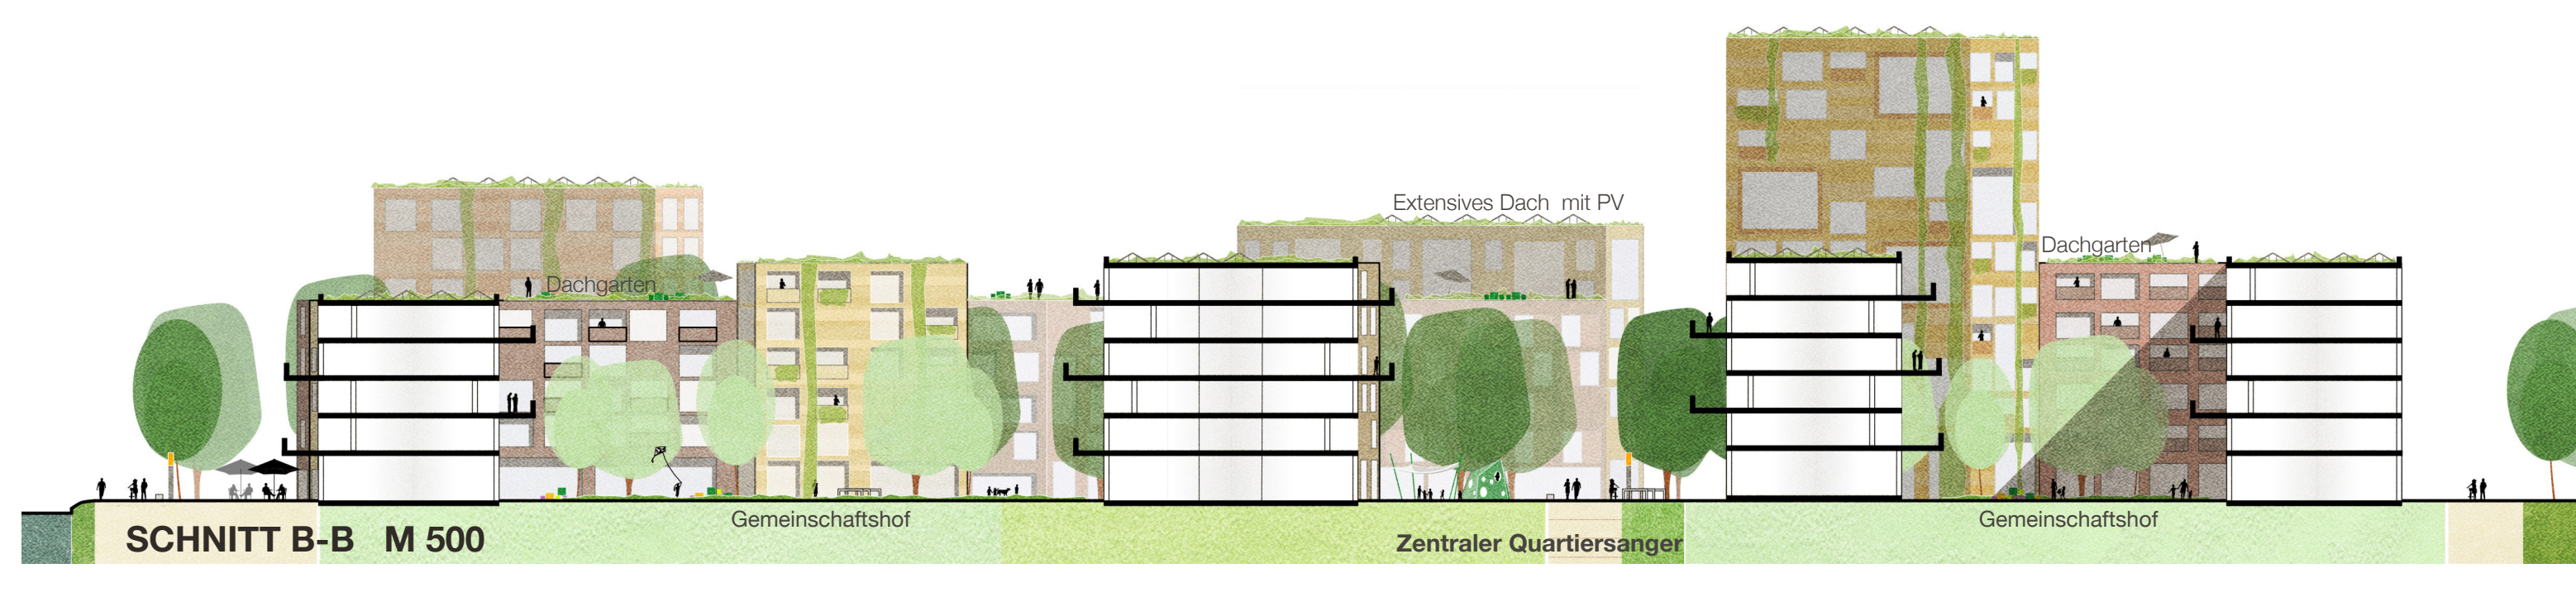 Extensives Dach mit PV
Dachgarten
Dachgarten
Gemeinschaftshof
Gemeinschaftshof
SCHNITT B-B M 500
Zentraler Quartiersanger